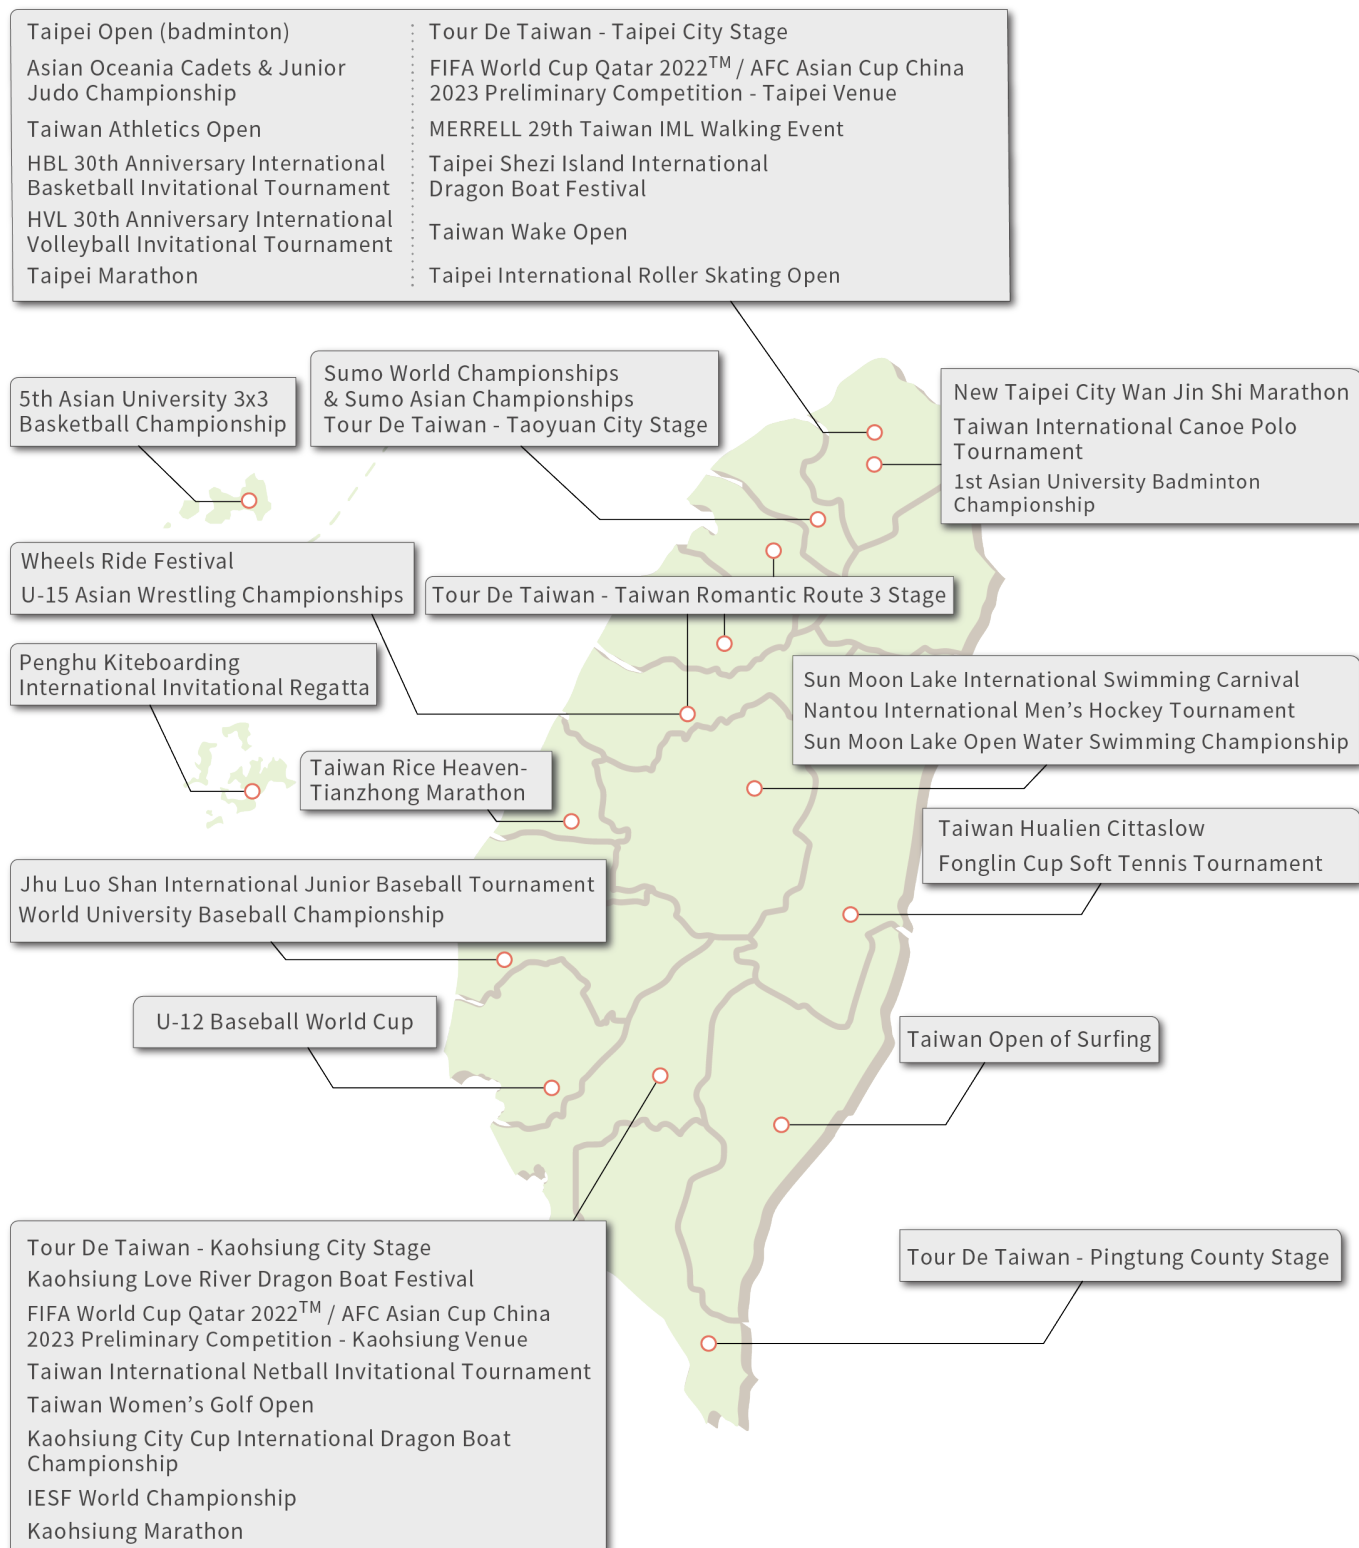 Taipei Open (badminton)
Asian Oceania Cadets & Junior
Judo Championship
Taiwan Athletics Open
HBL 30th Anniversary International
Basketball Invitational Tournament
HVL 30th Anniversary International
Volleyball Invitational Tournament
Taipei Marathon
Tour De Taiwan - Taipei City Stage
FIFA World Cup Qatar 2022™ / AFC Asian Cup China
2023 Preliminary Competition - Taipei Venue
MERRELL 29th Taiwan IML Walking Event
Taipei Shezi Island International
Dragon Boat Festival
Taiwan Wake Open
Taipei International Roller Skating Open
5th Asian University 3x3
Basketball Championship
Sumo World Championships
& Sumo Asian Championships
Tour De Taiwan - Taoyuan City Stage
New Taipei City Wan Jin Shi Marathon
Taiwan International Canoe Polo
Tournament
1st Asian University Badminton
Championship
Wheels Ride Festival
U-15 Asian Wrestling Championships
Tour De Taiwan - Taiwan Romantic Route 3 Stage
Penghu Kiteboarding
International Invitational Regatta
Sun Moon Lake International Swimming Carnival
Nantou International Men's Hockey Tournament
Sun Moon Lake Open Water Swimming Championship
Taiwan Rice Heaven-
Tianzhong Marathon
Taiwan Hualien Cittaslow
Fonglin Cup Soft Tennis Tournament
Jhu Luo Shan International Junior Baseball Tournament
World University Baseball Championship
U-12 Baseball World Cup
Taiwan Open of Surfing
Tour De Taiwan - Pingtung County Stage
Tour De Taiwan - Kaohsiung City Stage
Kaohsiung Love River Dragon Boat Festival
FIFA World Cup Qatar 2022™ / AFC Asian Cup China
2023 Preliminary Competition - Kaohsiung Venue
Taiwan International Netball Invitational Tournament
Taiwan Women's Golf Open
Kaohsiung City Cup International Dragon Boat
Championship
IESF World Championship
Kaohsiung Marathon